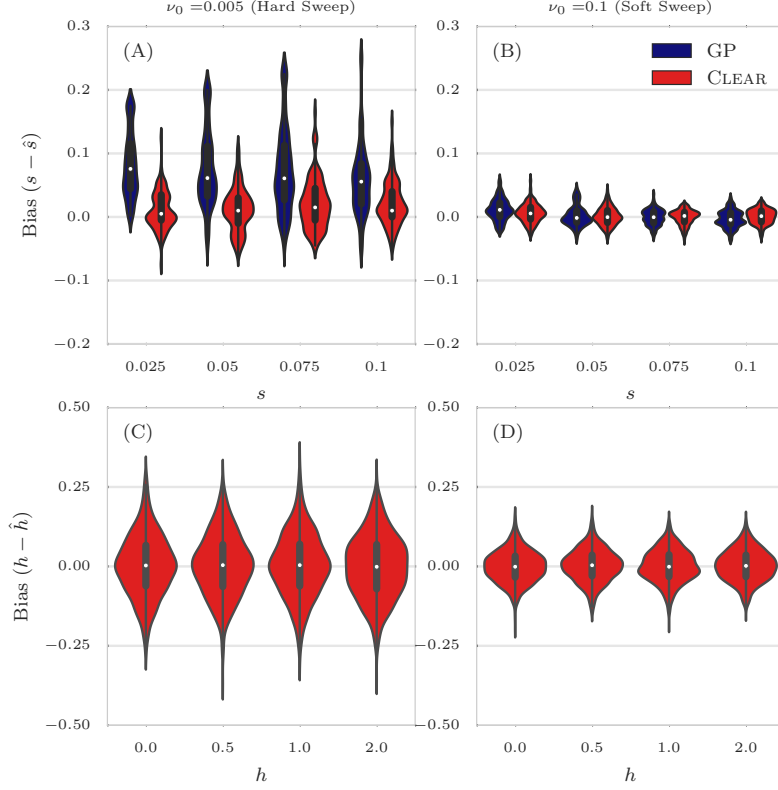 ν₀ =0.005 (Hard Sweep)
ν₀ =0.1 (Soft Sweep)
(A)
0.3
0.2
0.1
0.0
−0.1
−0.2
Bias (s − ŝ)
0.025 0.05 0.075 0.1
s
(B)
GP
CLEAR
0.3
0.2
0.1
0.0
−0.1
−0.2
0.025 0.05 0.075 0.1
s
(C)
0.50
0.25
0.00
−0.25
−0.50
Bias (h − ĥ)
0.0 0.5 1.0 2.0
h
(D)
0.50
0.25
0.00
−0.25
−0.50
0.0 0.5 1.0 2.0
h